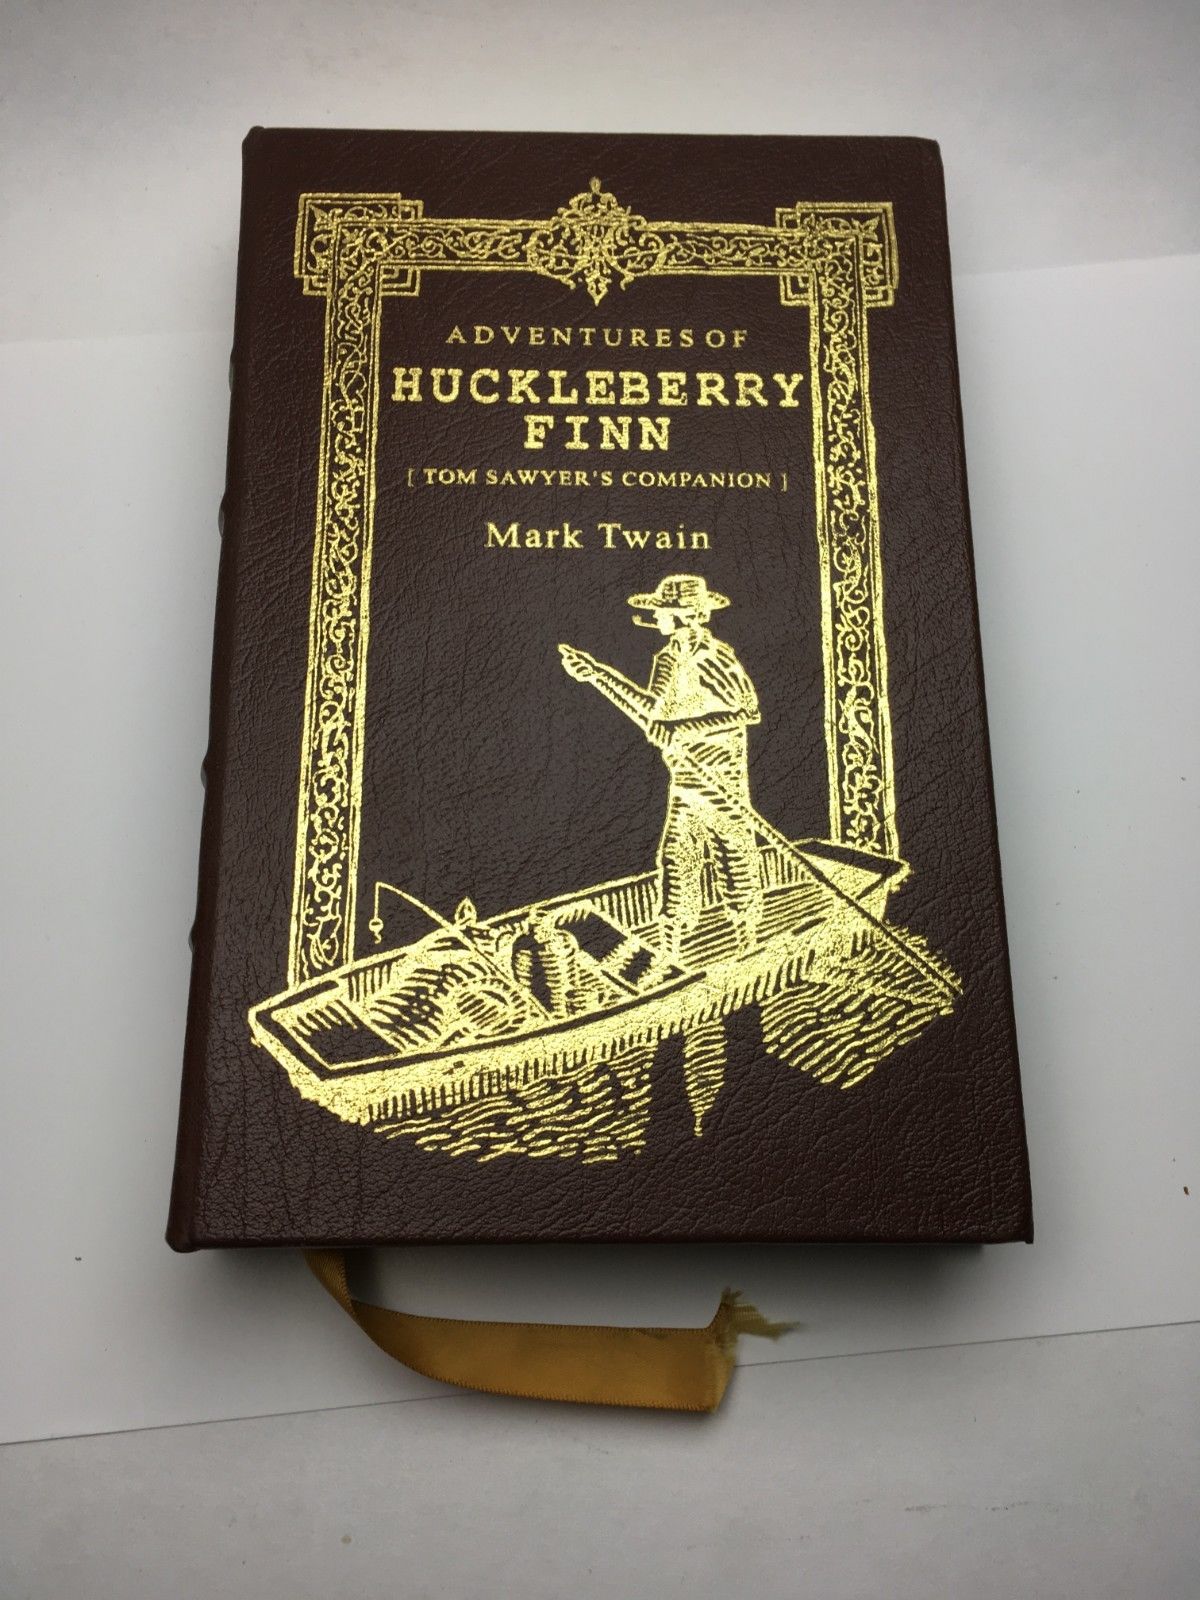 ADVENTURES OF
HUCKLEBERRY
FINN
[ TOM SAWYER'S COMPANION ]
Mark Twain